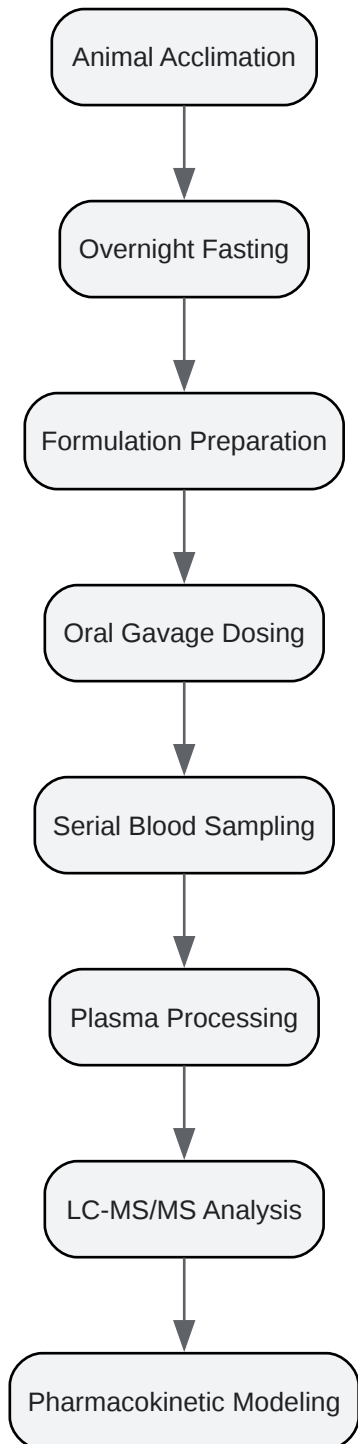 Animal Acclimation
Overnight Fasting
Formulation Preparation
Oral Gavage Dosing
Serial Blood Sampling
Plasma Processing
LC-MS/MS Analysis
Pharmacokinetic Modeling